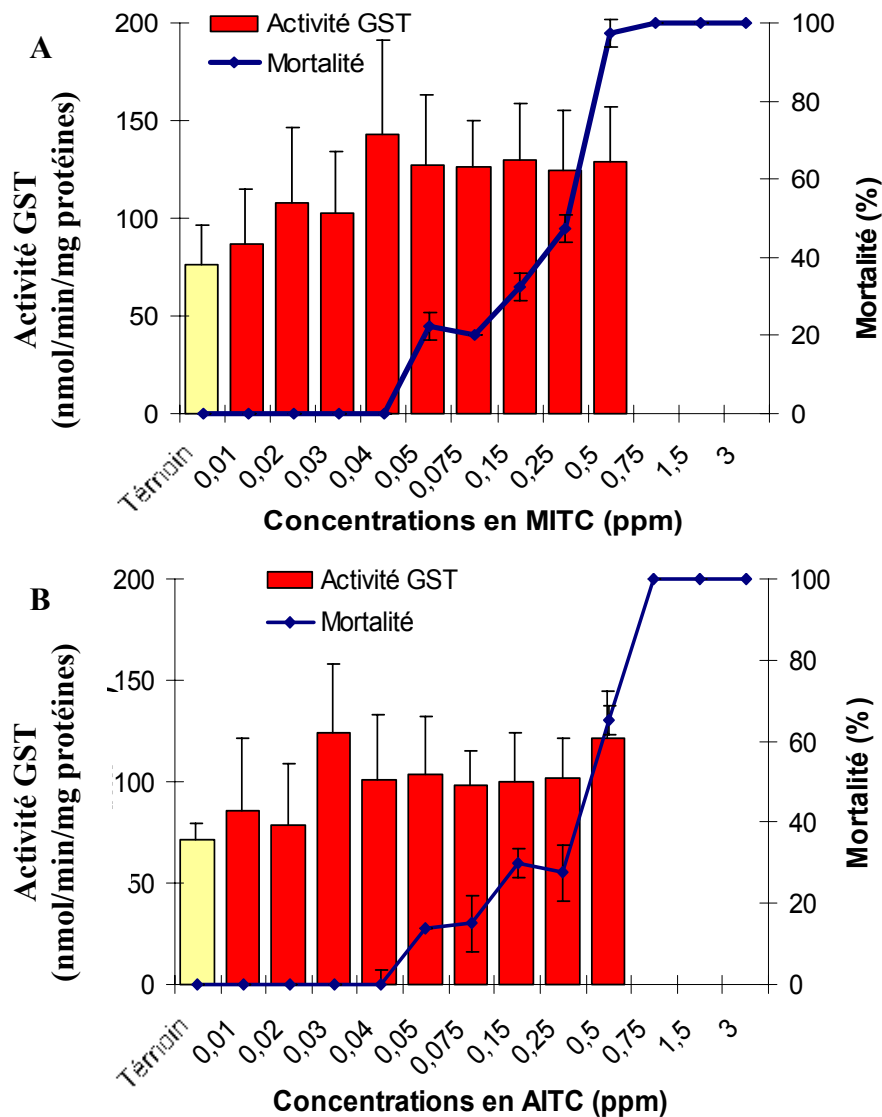 A
Activité GST
Mortalité
Activité GST
(nmol/min/mg protéines)
200
150
100
50
0
100
80
60
40
20
0
Mortalité (%)
Témoin
0,01
0,02
0,03
0,04
0,05
0,075
0,15
0,25
0,5
0,75
1,5
3
Concentrations en MITC (ppm)
B
Activité GST
Mortalité
Activité GST
(nmol/min/mg protéines)
200
150
100
50
0
100
80
60
40
20
0
Mortalité (%)
Témoin
0,01
0,02
0,03
0,04
0,05
0,075
0,15
0,25
0,5
0,75
1,5
3
Concentrations en AITC (ppm)